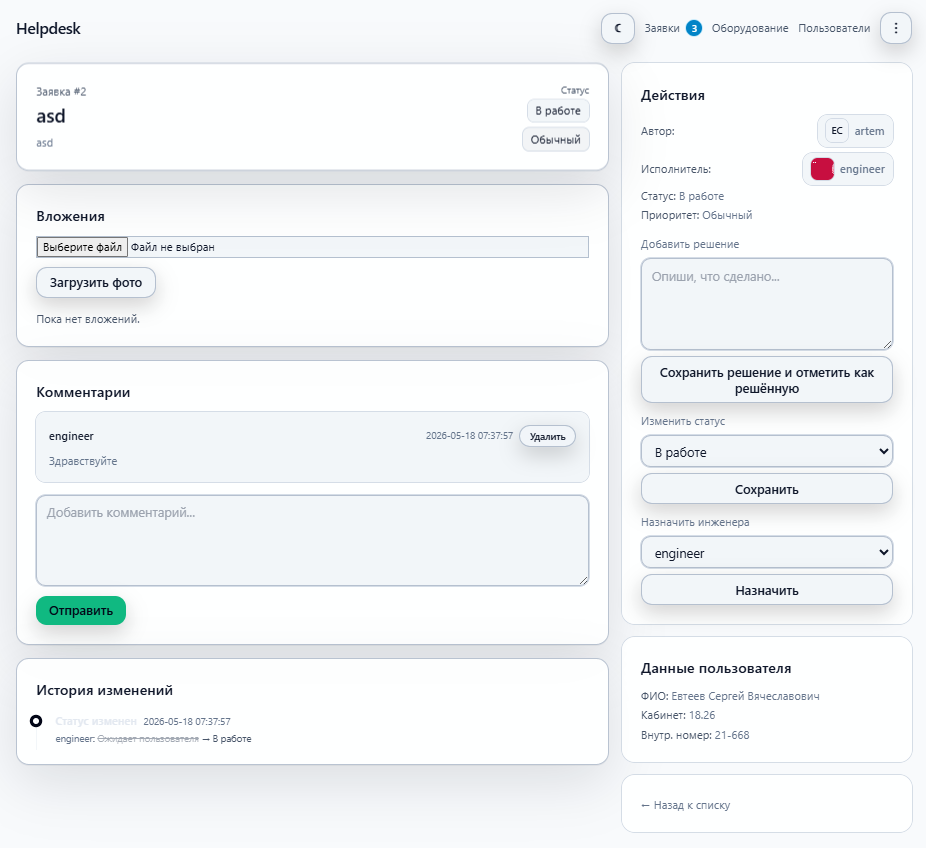 Helpdesk
Заявки 3 Оборудование Пользователи
Заявка #2
asd
asd
Статус
В работе
Обычный
Вложения
Выберите файл Файл не выбран
Загрузить фото
Пока нет вложений.
Комментарии
engineer 2026-05-18 07:37:57 Удалить
Здравствуйте
Добавить комментарий...
Отправить
История изменений
Статус изменен 2026-05-18 07:37:57
engineer: Ожидает пользователя → В работе
Действия
Автор: EC artem
Исполнитель: engineer
Статус: В работе
Приоритет: Обычный
Добавить решение
Опиши, что сделано...
Сохранить решение и отметить как
решённую
Изменить статус
В работе
Сохранить
Назначить инженера
engineer
Назначить
Данные пользователя
ФИО: Евтеев Сергей Вячеславович
Кабинет: 18.26
Внутр. номер: 21-668
← Назад к списку